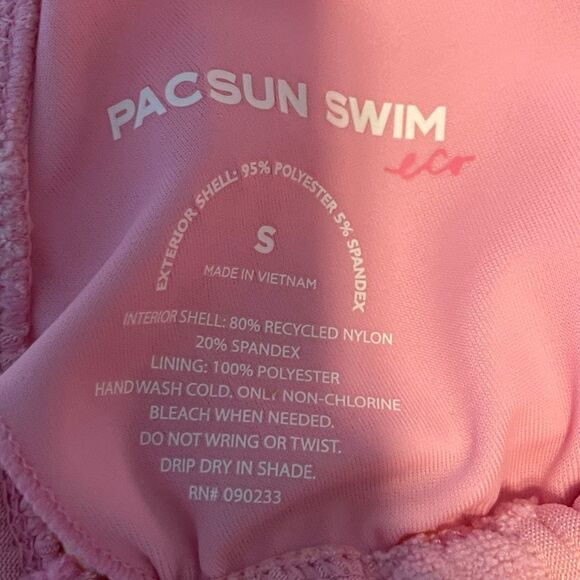 PACSUN SWIM
eco
EXTERIOR SHELL: 95% POLYESTER 5% SPANDEX
S
MADE IN VIETNAM
INTERIOR SHELL: 80% RECYCLED NYLON
20% SPANDEX
LINING: 100% POLYESTER
HAND WASH COLD, ONLY NON-CHLORINE
BLEACH WHEN NEEDED.
DO NOT WRING OR TWIST.
DRIP DRY IN SHADE.
RN# 090233